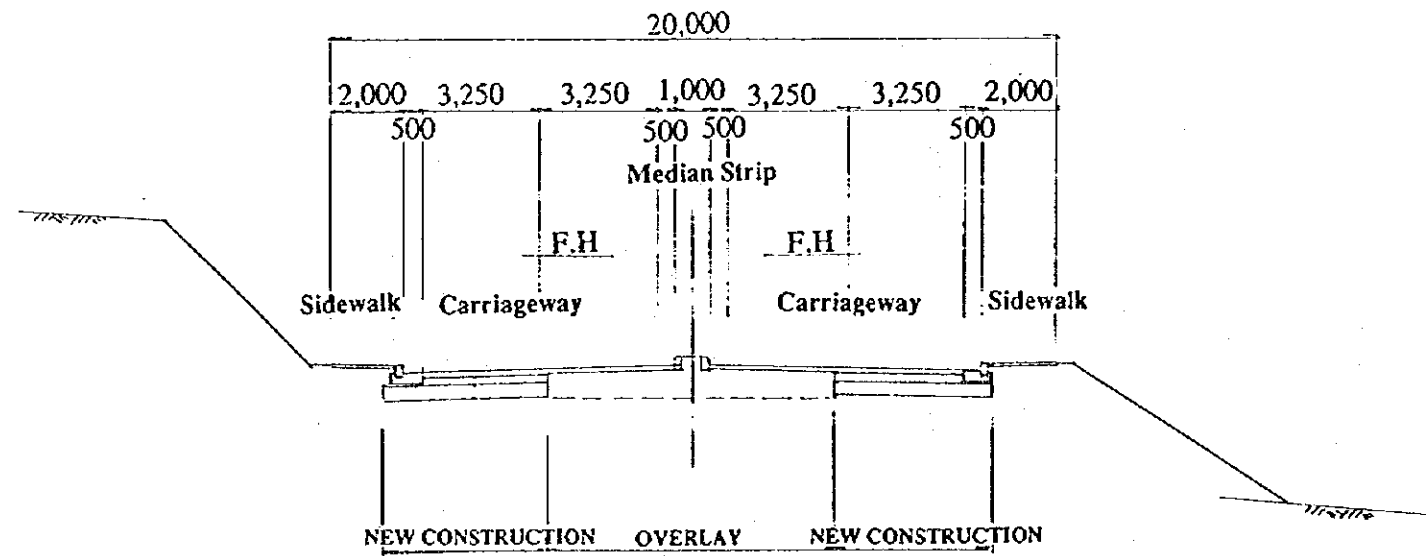 20,000
2,000 3,250 3,250 1,000 3,250 3,250 2,000
500 500 500 500
Median Strip
F.H F.H
Sidewalk Carriageway Carriageway Sidewalk
NEW CONSTRUCTION OVERLAY NEW CONSTRUCTION